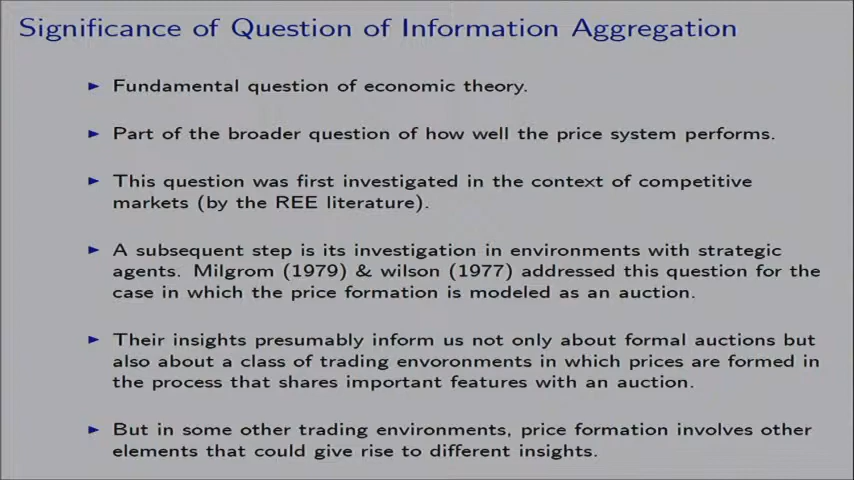 Significance of Question of Information Aggregation
Fundamental question of economic theory.
Part of the broader question of how well the price system performs.
This question was first investigated in the context of competitive
markets (by the REE literature).
A subsequent step is its investigation in environments with strategic
agents. Milgrom (1979) & wilson (1977) addressed this question for the
case in which the price formation is modeled as an auction.
Their insights presumably inform us not only about formal auctions but
also about a class of trading envoronments in which prices are formed in
the process that shares important features with an auction.
But in some other trading environments, price formation involves other
elements that could give rise to different insights.